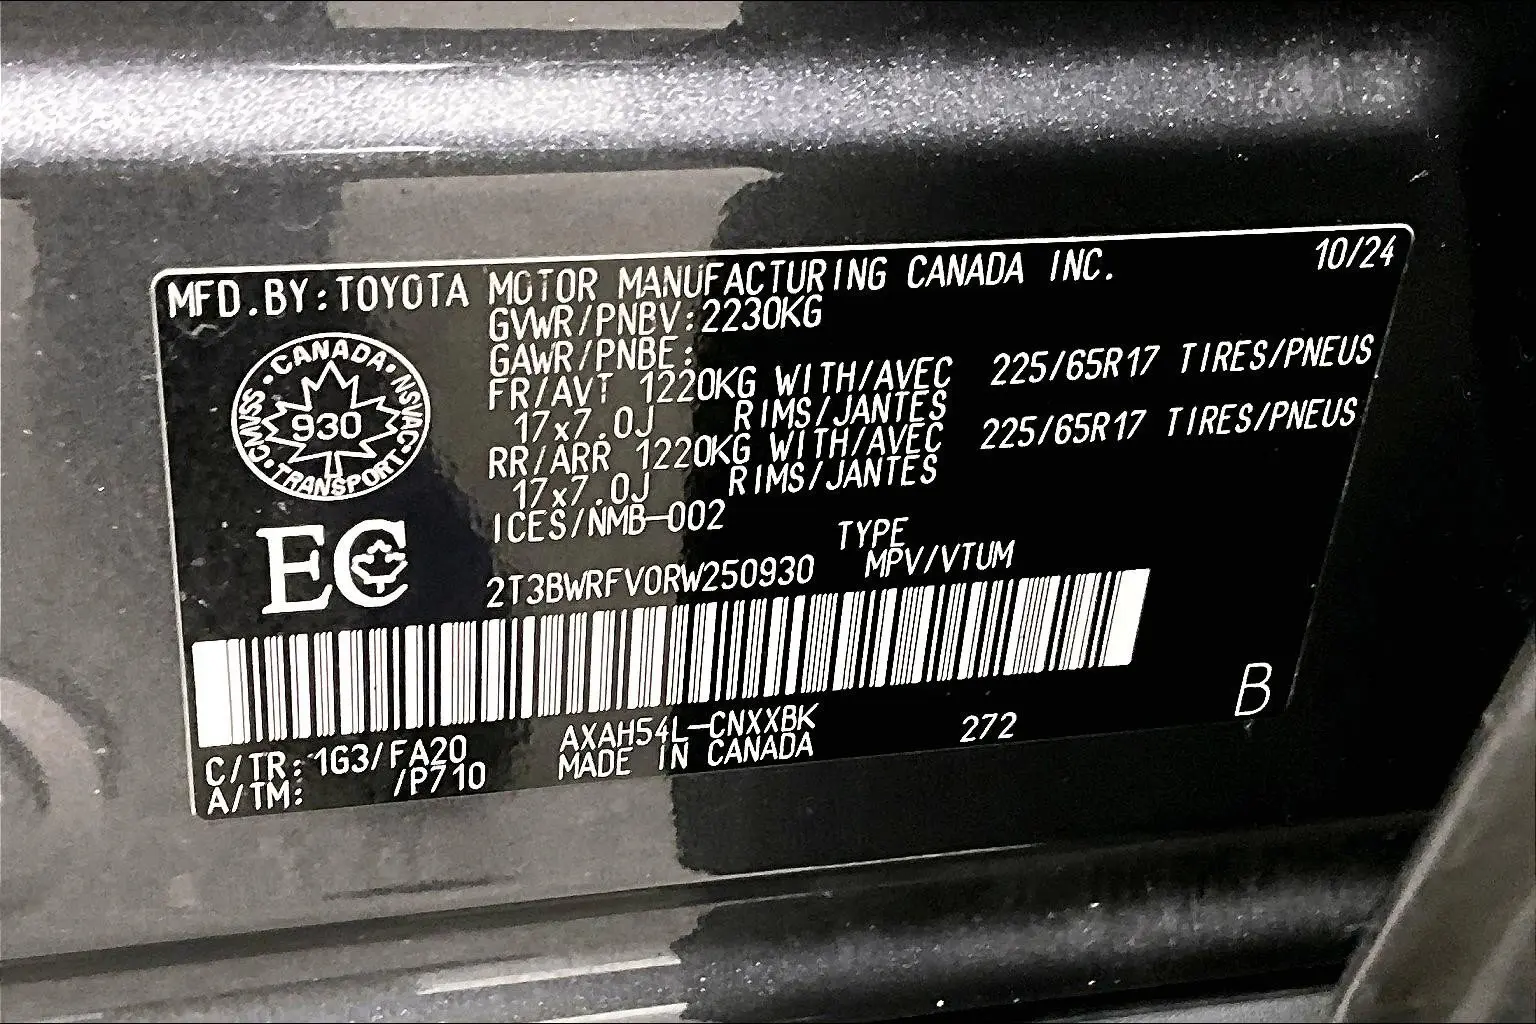 MFD.BY:TOYOTA MOTOR MANUFACTURING CANADA INC. 10/24
GVWR/PNBV:2230KG
GAWR/PNBE:
FR/AVT 1220KG WITH/AVEC 225/65R17 TIRES/PNEUS
17x7.0J RIMS/JANTES
RR/ARR 1220KG WITH/AVEC 225/65R17 TIRES/PNEUS
17x7.0J RIMS/JANTES
ICES/NMB-002
CANADA
CMVSS NSVAC
930
TRANSPORT
EC
TYPE
2T3BWRFV0RW250930 MPV/VTUM
C/TR:1G3/FA20 AXAH54L-CNXXBK 272 B
A/TM: /P710 MADE IN CANADA